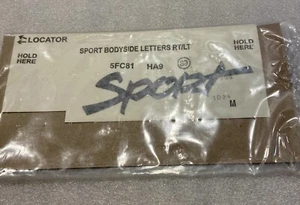 LOCATOR
SPORT BODYSIDE LETTERS RT/LT
HOLD
HERE
5FC81 HA9
HOLD
HERE
Sport
M